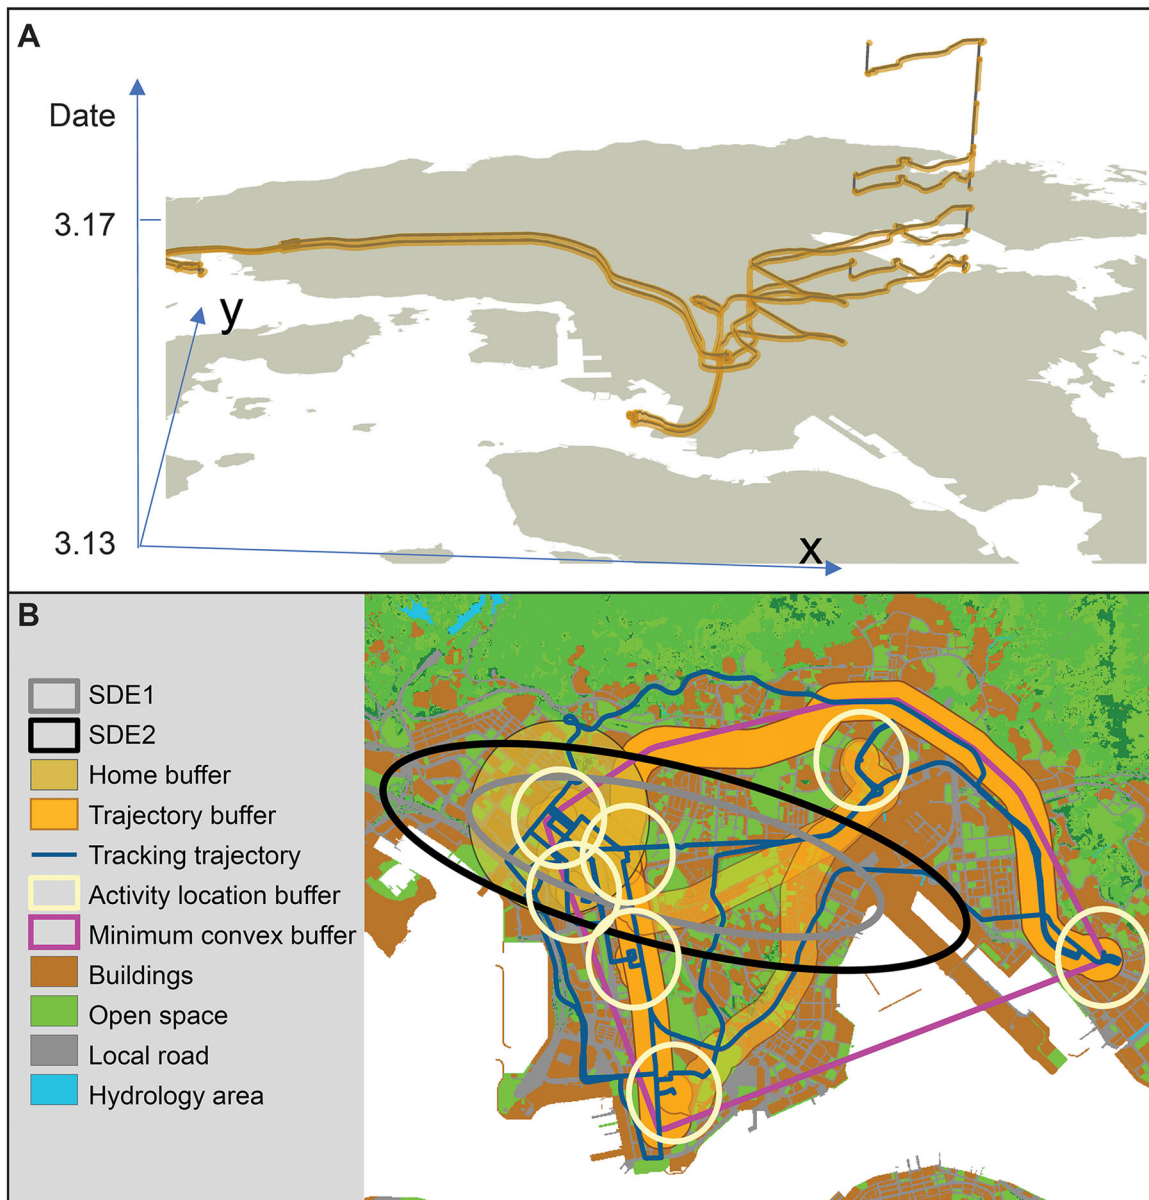 A
Date
3.17
y
3.13
x
B
SDE1
SDE2
Home buffer
Trajectory buffer
Tracking trajectory
Activity location buffer
Minimum convex buffer
Buildings
Open space
Local road
Hydrology area